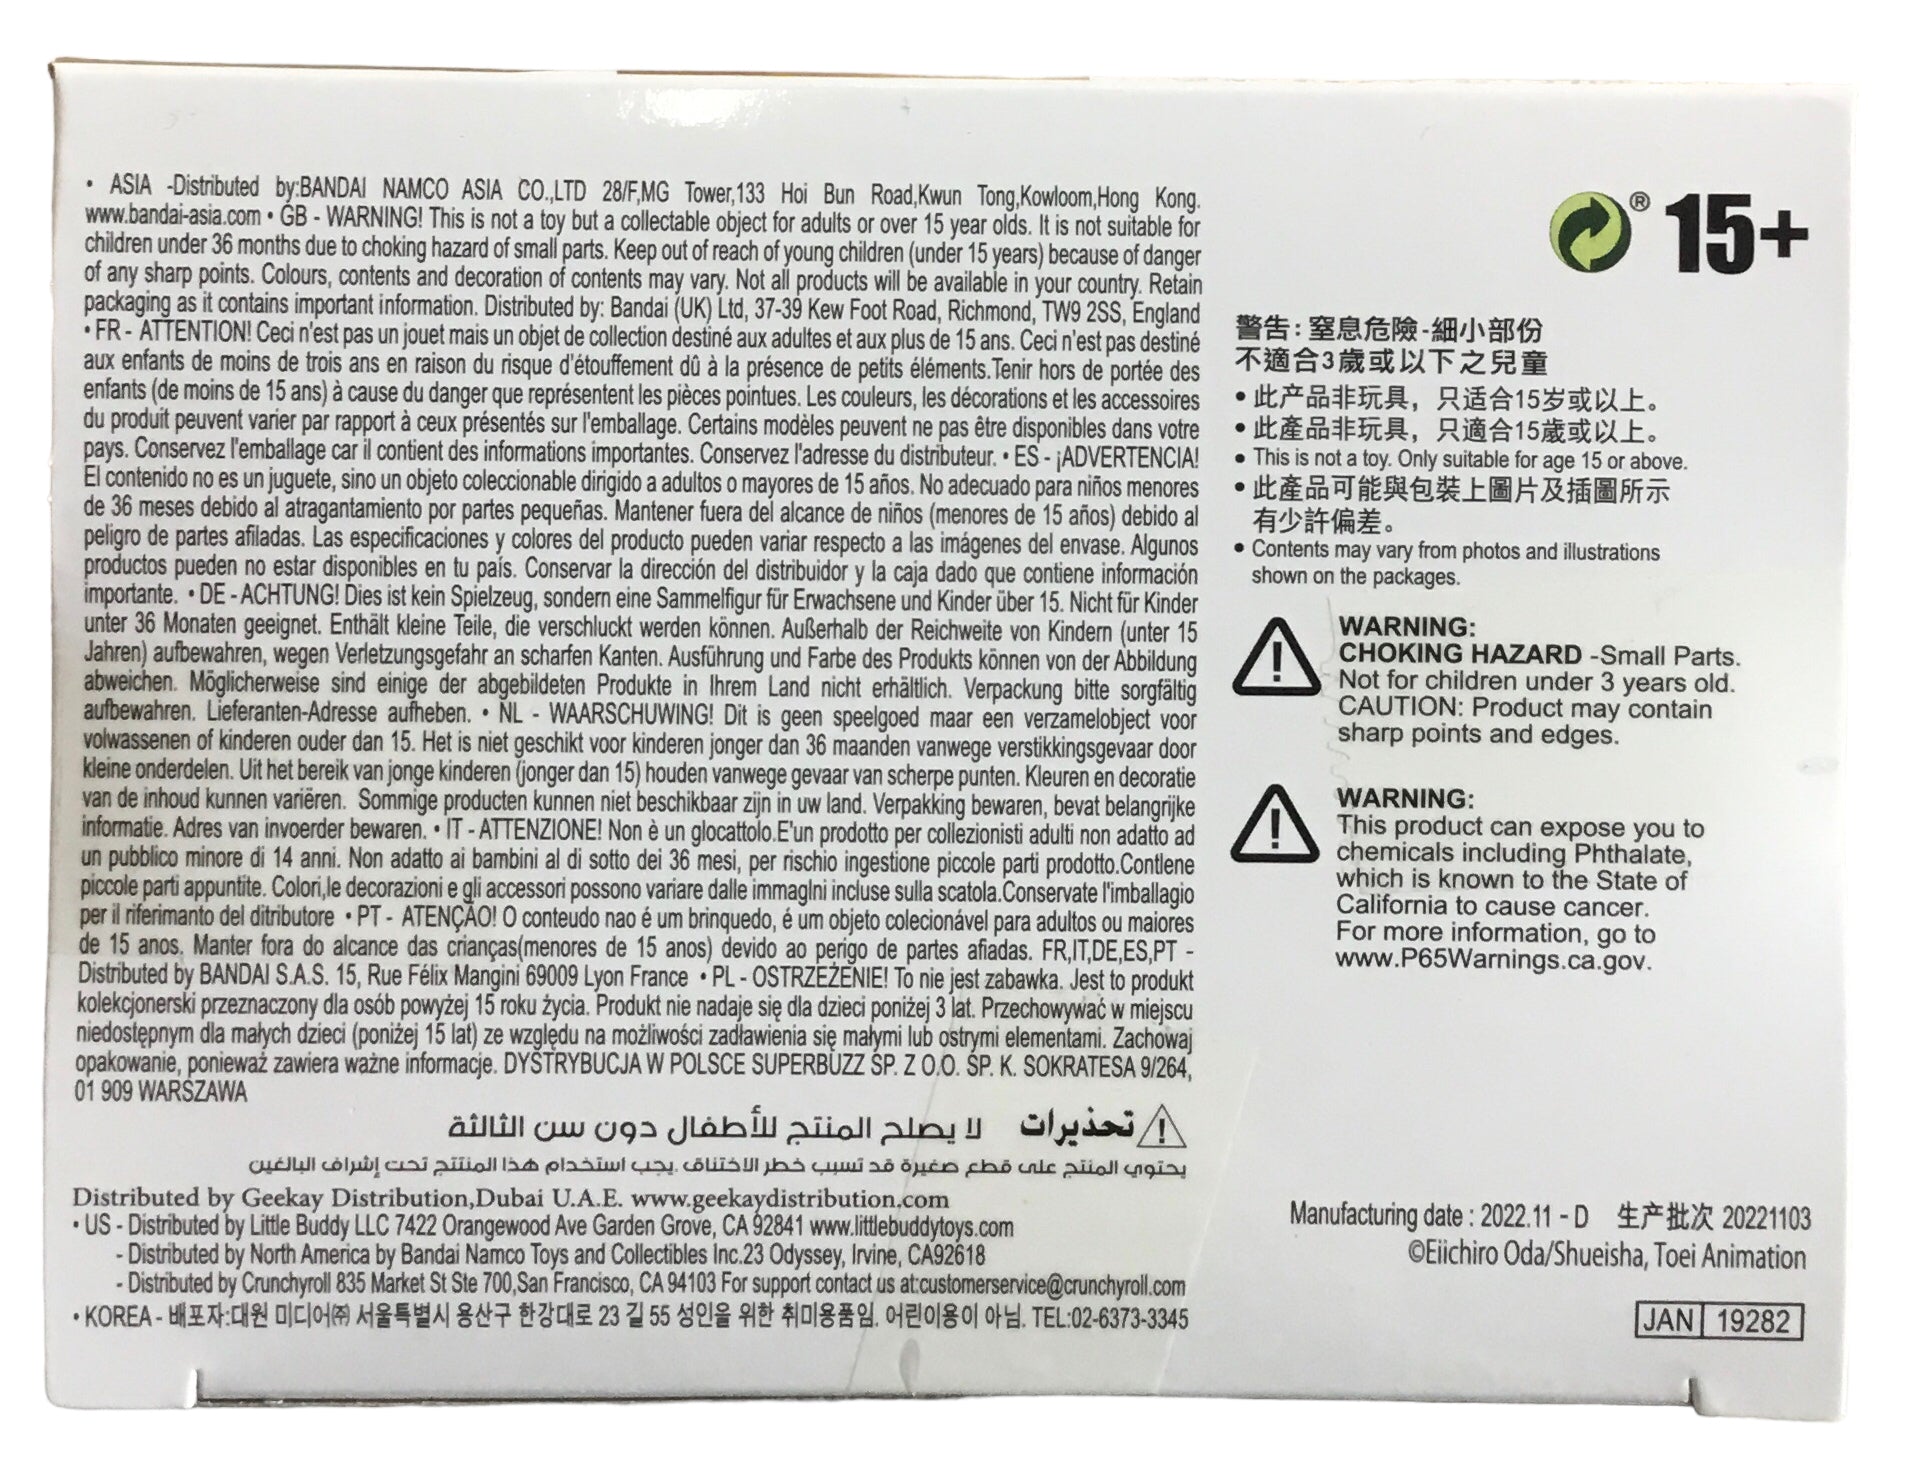 • ASIA -Distributed by:BANDAI NAMCO ASIA CO.,LTD 28/F,MG Tower,133 Hoi Bun Road,Kwun Tong,Kowloom,Hong Kong.
www.bandai-asia.com • GB - WARNING! This is not a toy but a collectable object for adults or over 15 year olds. It is not suitable for
children under 36 months due to choking hazard of small parts. Keep out of reach of young children (under 15 years) because of danger
of any sharp points. Colours, contents and decoration of contents may vary. Not all products will be available in your country. Retain
packaging as it contains important information. Distributed by: Bandai (UK) Ltd, 37-39 Kew Foot Road, Richmond, TW9 2SS, England
• FR - ATTENTION! Ceci n'est pas un jouet mais un objet de collection destiné aux adultes et aux plus de 15 ans. Ceci n'est pas destiné
aux enfants de moins de trois ans en raison du risque d'étouffement dû à la présence de petits éléments.Tenir hors de portée des
enfants (de moins de 15 ans) à cause du danger que représentent les pièces pointues. Les couleurs, les décorations et les accessoires
du produit peuvent varier par rapport à ceux présentés sur l'emballage. Certains modèles peuvent ne pas être disponibles dans votre
pays. Conservez l'emballage car il contient des informations importantes. Conservez l'adresse du distributeur. • ES - ¡ADVERTENCIA!
El contenido no es un juguete, sino un objeto coleccionable dirigido a adultos o mayores de 15 años. No adecuado para niños menores
de 36 meses debido al atragantamiento por partes pequeñas. Mantener fuera del alcance de niños (menores de 15 años) debido al
peligro de partes afiladas. Las especificaciones y colores del producto pueden variar respecto a las imágenes del envase. Algunos
productos pueden no estar disponibles en tu país. Conservar la dirección del distribuidor y la caja dado que contiene información
importante. • DE - ACHTUNG! Dies ist kein Spielzeug, sondern eine Sammelfigur für Erwachsene und Kinder über 15. Nicht für Kinder
unter 36 Monaten geeignet. Enthält kleine Teile, die verschluckt werden können. Außerhalb der Reichweite von Kindern (unter 15
Jahren) aufbewahren, wegen Verletzungsgefahr an scharfen Kanten. Ausführung und Farbe des Produkts können von der Abbildung
abweichen. Möglicherweise sind einige der abgebildeten Produkte in Ihrem Land nicht erhältlich. Verpackung bitte sorgfältig
aufbewahren. Lieferanten-Adresse aufheben. • NL - WAARSCHUWING! Dit is geen speelgoed maar een verzamelobject voor
volwassenen of kinderen ouder dan 15. Het is niet geschikt voor kinderen jonger dan 36 maanden vanwege verstikkingsgevaar door
kleine onderdelen. Uit het bereik van jonge kinderen (jonger dan 15) houden vanwege gevaar van scherpe punten. Kleuren en decoratie
van de inhoud kunnen variëren. Sommige producten kunnen niet beschikbaar zijn in uw land. Verpakking bewaren, bevat belangrijke
informatie. Adres van invoerder bewaren. • IT - ATTENZIONE! Non è un glocattolo.E'un prodotto per collezionisti adulti non adatto ad
un pubblico minore di 14 anni. Non adatto ai bambini al di sotto dei 36 mesi, per rischio ingestione piccole parti prodotto.Contlene
piccole parti appuntite. Colori,le decorazioni e gli accessori possono variare dalle immagIni incluse sulla scatola.Conservate l'imballagio
per il riferimanto del ditributore • PT - ATENÇÃO! O conteudo nao é um brinquedo, é um objeto colecionável para adultos ou maiores
de 15 anos. Manter fora do alcance das crianças(menores de 15 anos) devido ao perigo de partes afiadas. FR,IT,DE,ES,PT -
Distributed by BANDAI S.A.S. 15, Rue Félix Mangini 69009 Lyon France • PL - OSTRZEŻENIE! To nie jest zabawka. Jest to produkt
kolekcjonerski przeznaczony dla osób powyżej 15 roku życia. Produkt nie nadaje się dla dzieci poniżej 3 lat. Przechowywać w miejscu
niedostępnym dla małych dzieci (poniżej 15 lat) ze względu na możliwości zadławienia się małymi lub ostrymi elementami. Zachowaj
opakowanie, ponieważ zawiera ważne informacje. DYSTRYBUCJA W POLSCE SUPERBUZZ SP. Z O.O. SP. K. SOKRATESA 9/264,
01 909 WARSZAWA
تحذيرات لا يصلح المنتج للأطفال دون سن الثالثة
يحتوي المنتج على قطع صغيرة قد تسبب خطر الاختناق. يجب استخدام هذا المنتج تحت إشراف البالغين
Distributed by Geekay Distribution,Dubai U.A.E. www.geekaydistribution.com
• US - Distributed by Little Buddy LLC 7422 Orangewood Ave Garden Grove, CA 92841 www.littlebuddytoys.com
- Distributed by North America by Bandai Namco Toys and Collectibles Inc.23 Odyssey, Irvine, CA92618
- Distributed by Crunchyroll 835 Market St Ste 700,San Francisco, CA 94103 For support contact us at:customerservice@crunchyroll.com
• KOREA - 배포자:대원 미디어㈜ 서울특별시 용산구 한강대로 23 길 55 성인을 위한 취미용품임. 어린이용이 아님. TEL:02-6373-3345
® 15+
警告:窒息危險-細小部份
不適合3歲或以下之兒童
• 此产品非玩具，只适合15岁或以上。
• 此產品非玩具，只適合15歲或以上。
• This is not a toy. Only suitable for age 15 or above.
• 此產品可能與包裝上圖片及插圖所示
有少許偏差。
• Contents may vary from photos and illustrations
shown on the packages.
WARNING:
CHOKING HAZARD -Small Parts.
Not for children under 3 years old.
CAUTION: Product may contain
sharp points and edges.
WARNING:
This product can expose you to
chemicals including Phthalate,
which is known to the State of
California to cause cancer.
For more information, go to
www.P65Warnings.ca.gov.
Manufacturing date : 2022.11 - D 生产批次 20221103
©Eiichiro Oda/Shueisha, Toei Animation
JAN 19282